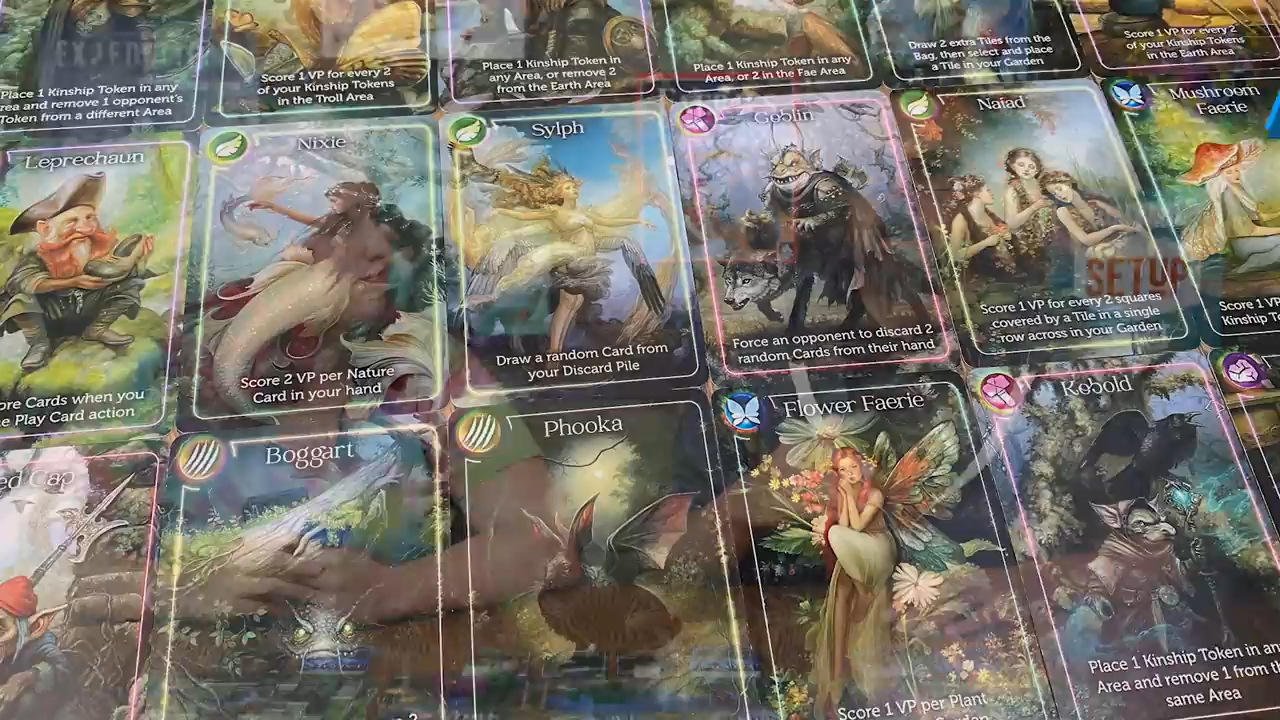 Place 1 Kinship Token in any
Area and remove 1 opponent's
Token from a different Area
Score 1 VP for every 2
of your Kinship Tokens
in the Troll Area
Place 1 Kinship Token in
any Area, or remove 2
from the Earth Area
Place 1 Kinship Token in any
Area, or 2 in the Fae Area
Draw 2 extra Tiles from the
Bag, then select and place
a Tile in your Garden
Score 1 VP for every 2
of your Kinship Tokens
in the Earth Area
Leprechaun
ore Cards when you
e Play Card action
Nixie
Score 2 VP per Nature
Card in your hand
Sylph
Draw a random Card from
your Discard Pile
Goblin
Force an opponent to discard 2
random Cards from their hand
Naiad
Score 1 VP for every 2 squares
covered by a Tile in a single
row across in your Garden
SETUP
Mushroom
Faerie
Score 1 VP
Kinship To
ed Cap
Boggart
Phooka
Flower Faerie
Score 1 VP per Plant
Kobold
Place 1 Kinship Token in an
Area and remove 1 from th
same Area